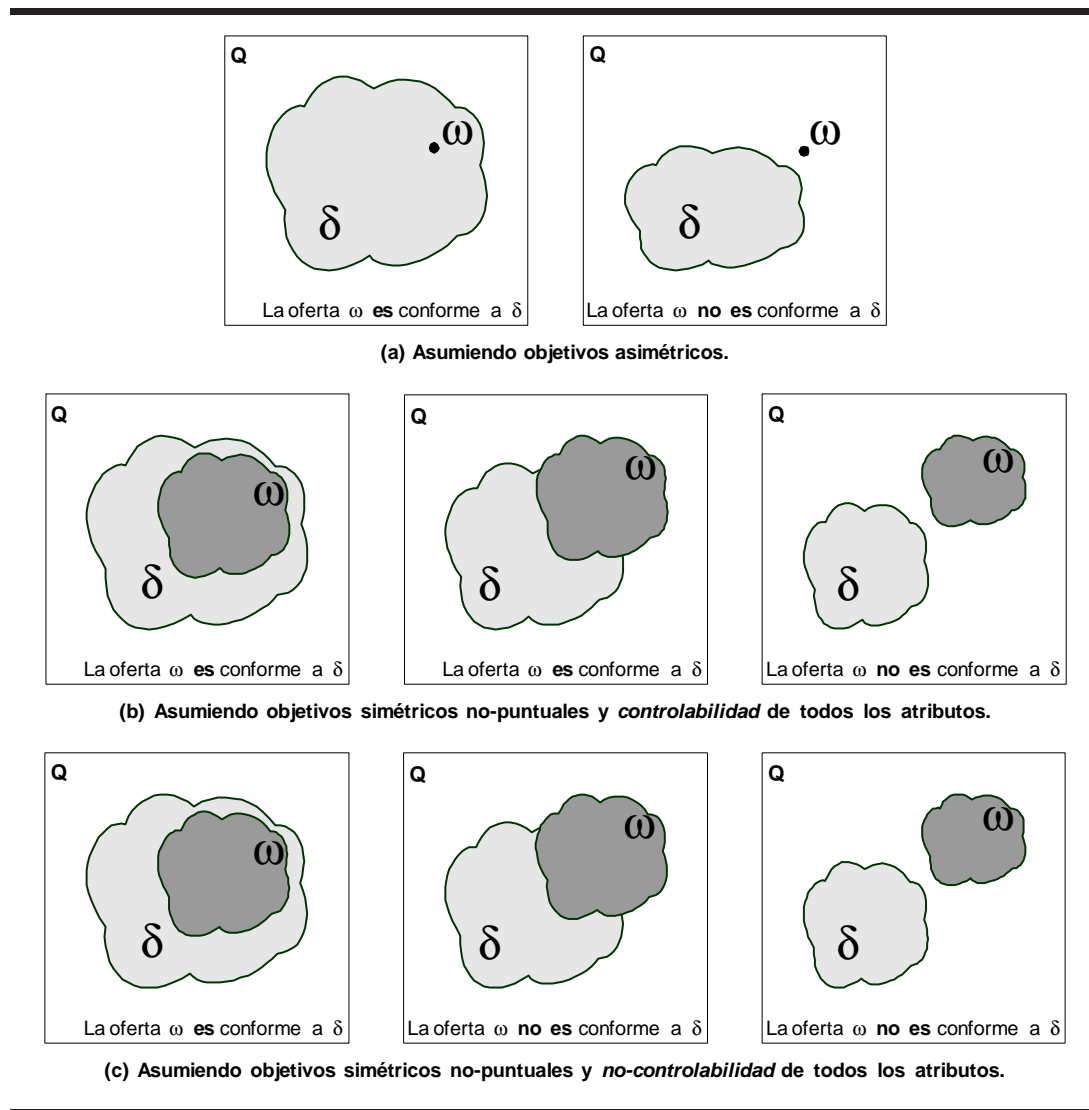 Q
ω
δ
La oferta ω es conforme a δ
Q
ω
δ
La oferta ω no es conforme a δ
(a) Asumiendo objetivos asimétricos.
Q
ω
δ
La oferta ω es conforme a δ
Q
ω
δ
La oferta ω es conforme a δ
Q
ω
δ
La oferta ω no es conforme a δ
(b) Asumiendo objetivos simétricos no-puntuales y controlabilidad de todos los atributos.
Q
ω
δ
La oferta ω es conforme a δ
Q
ω
δ
La oferta ω no es conforme a δ
Q
ω
δ
La oferta ω no es conforme a δ
(c) Asumiendo objetivos simétricos no-puntuales y no-controlabilidad de todos los atributos.